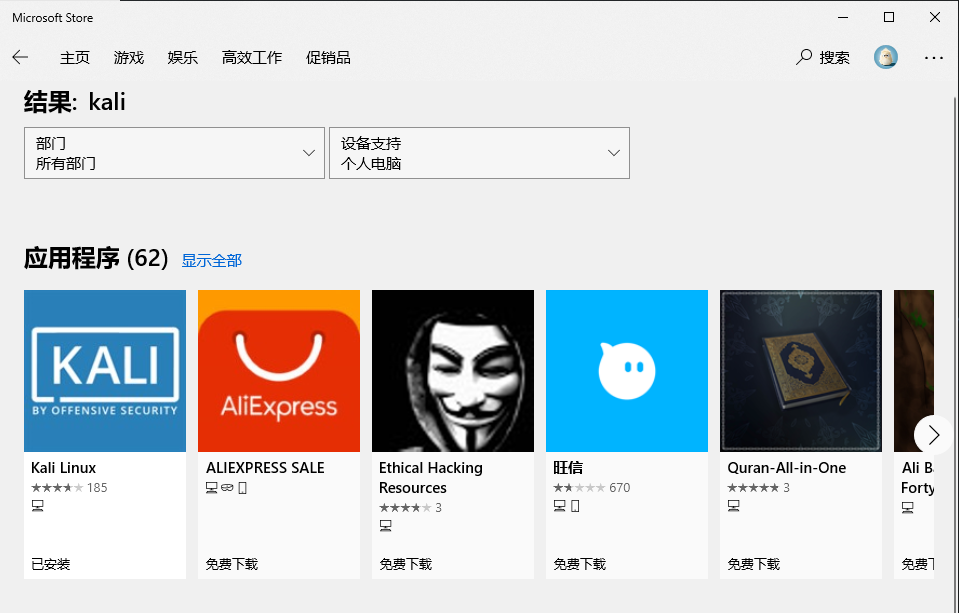 Microsoft Store
主页 游戏 娱乐 高效工作 促销品 搜索
结果: kali
部门
所有部门
设备支持
个人电脑
应用程序 (62) 显示全部
KALI
BY OFFENSIVE SECURITY
Kali Linux
185
已安装
AliExpress
ALIEXPRESS SALE
免费下载
Ethical Hacking
Resources
3
免费下载
旺信
670
免费下载
Quran-All-in-One
3
免费下载
Ali
Forty
免费下